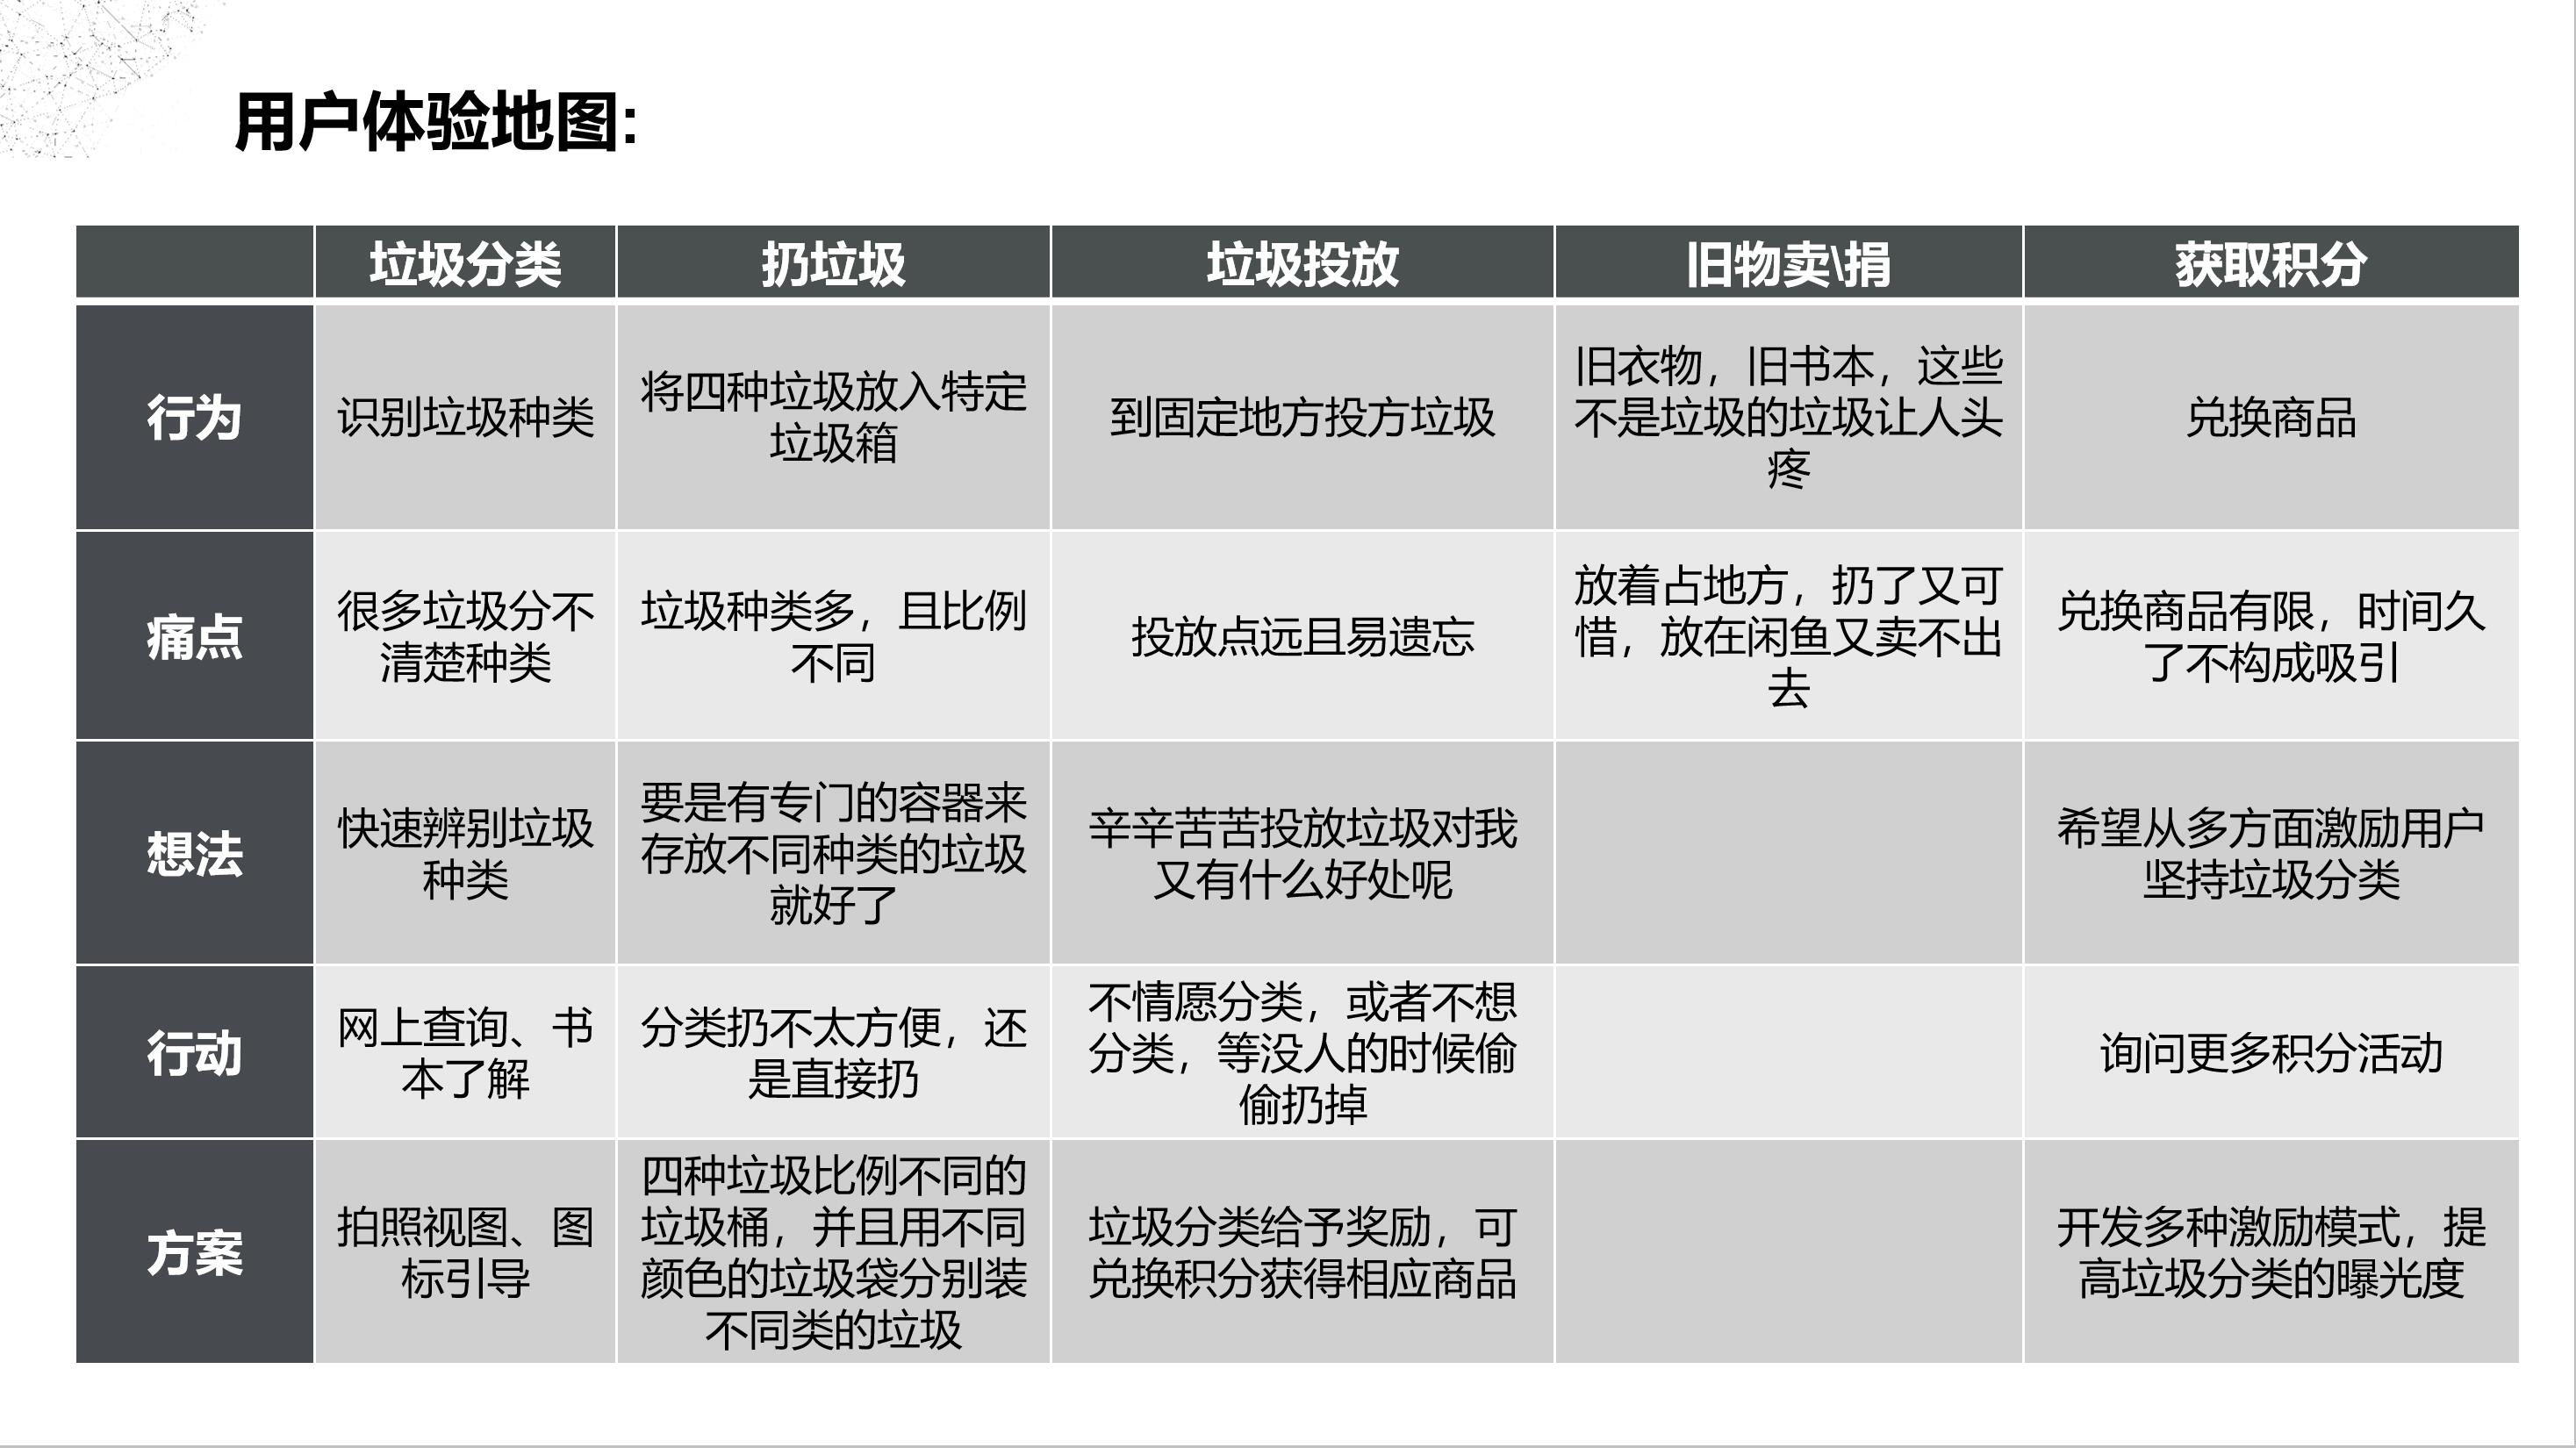 用户体验地图:
垃圾分类
扔垃圾
垃圾投放
旧物卖\捐
获取积分
行为
识别垃圾种类
将四种垃圾放入特定
垃圾箱
到固定地方投方垃圾
旧衣物，旧书本，这些
不是垃圾的垃圾让人头
疼
兑换商品
痛点
很多垃圾分不
清楚种类
垃圾种类多，且比例
不同
投放点远且易遗忘
放着占地方，扔了又可
惜，放在闲鱼又卖不出
去
兑换商品有限，时间久
了不构成吸引
想法
快速辨别垃圾
种类
要是有专门的容器来
存放不同种类的垃圾
就好了
辛辛苦苦投放垃圾对我
又有什么好处呢
希望从多方面激励用户
坚持垃圾分类
行动
网上查询、书
本了解
分类扔不太方便，还
是直接扔
不情愿分类，或者不想
分类，等没人的时候偷
偷扔掉
询问更多积分活动
方案
拍照视图、图
标引导
四种垃圾比例不同的
垃圾桶，并且用不同
颜色的垃圾袋分别装
不同类的垃圾
垃圾分类给予奖励，可
兑换积分获得相应商品
开发多种激励模式，提
高垃圾分类的曝光度